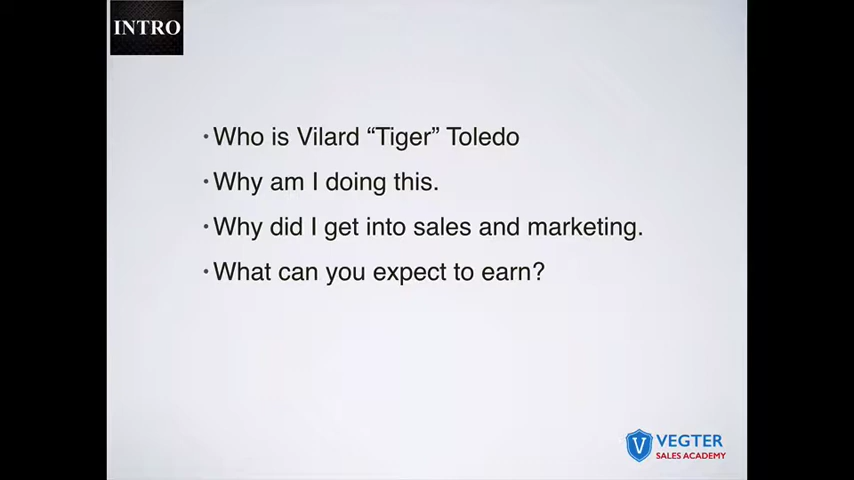 INTRO
• Who is Vilard “Tiger” Toledo
• Why am I doing this.
• Why did I get into sales and marketing.
• What can you expect to earn?
V VEGTER
SALES ACADEMY